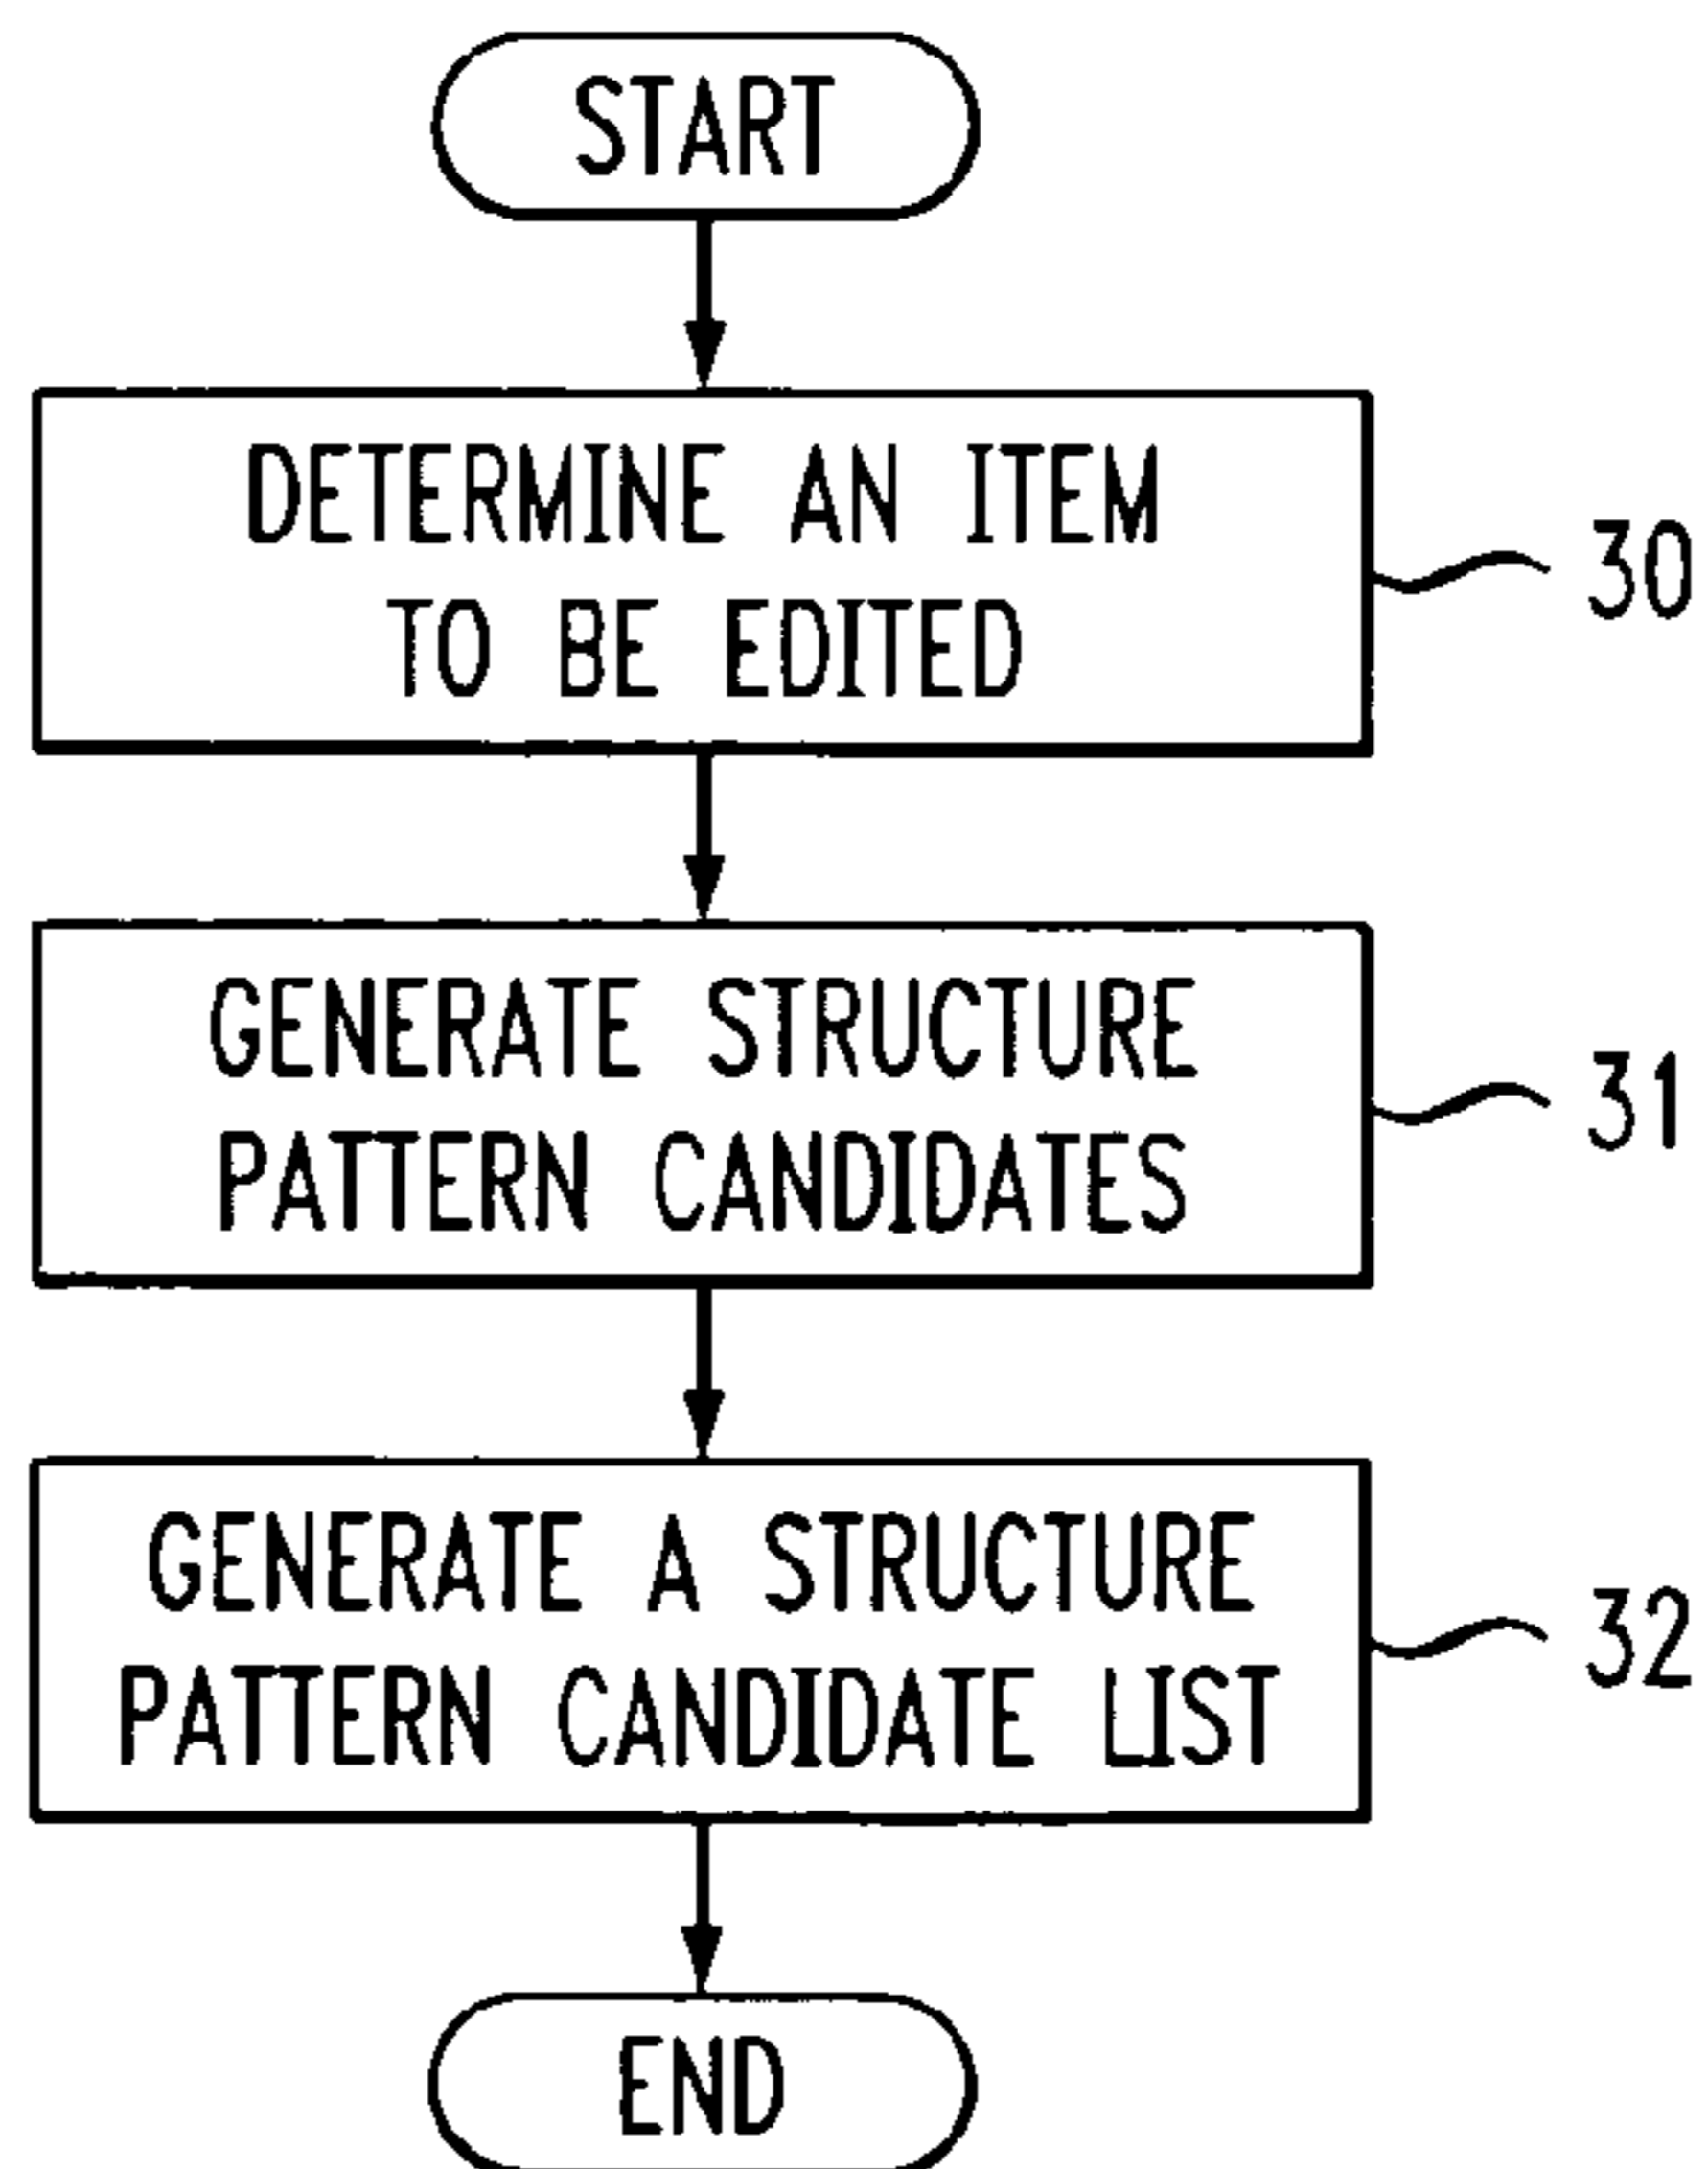 START
DETERMINE AN ITEM
TO BE EDITED
30
GENERATE STRUCTURE
PATTERN CANDIDATES
31
GENERATE A STRUCTURE
PATTERN CANDIDATE LIST
32
END